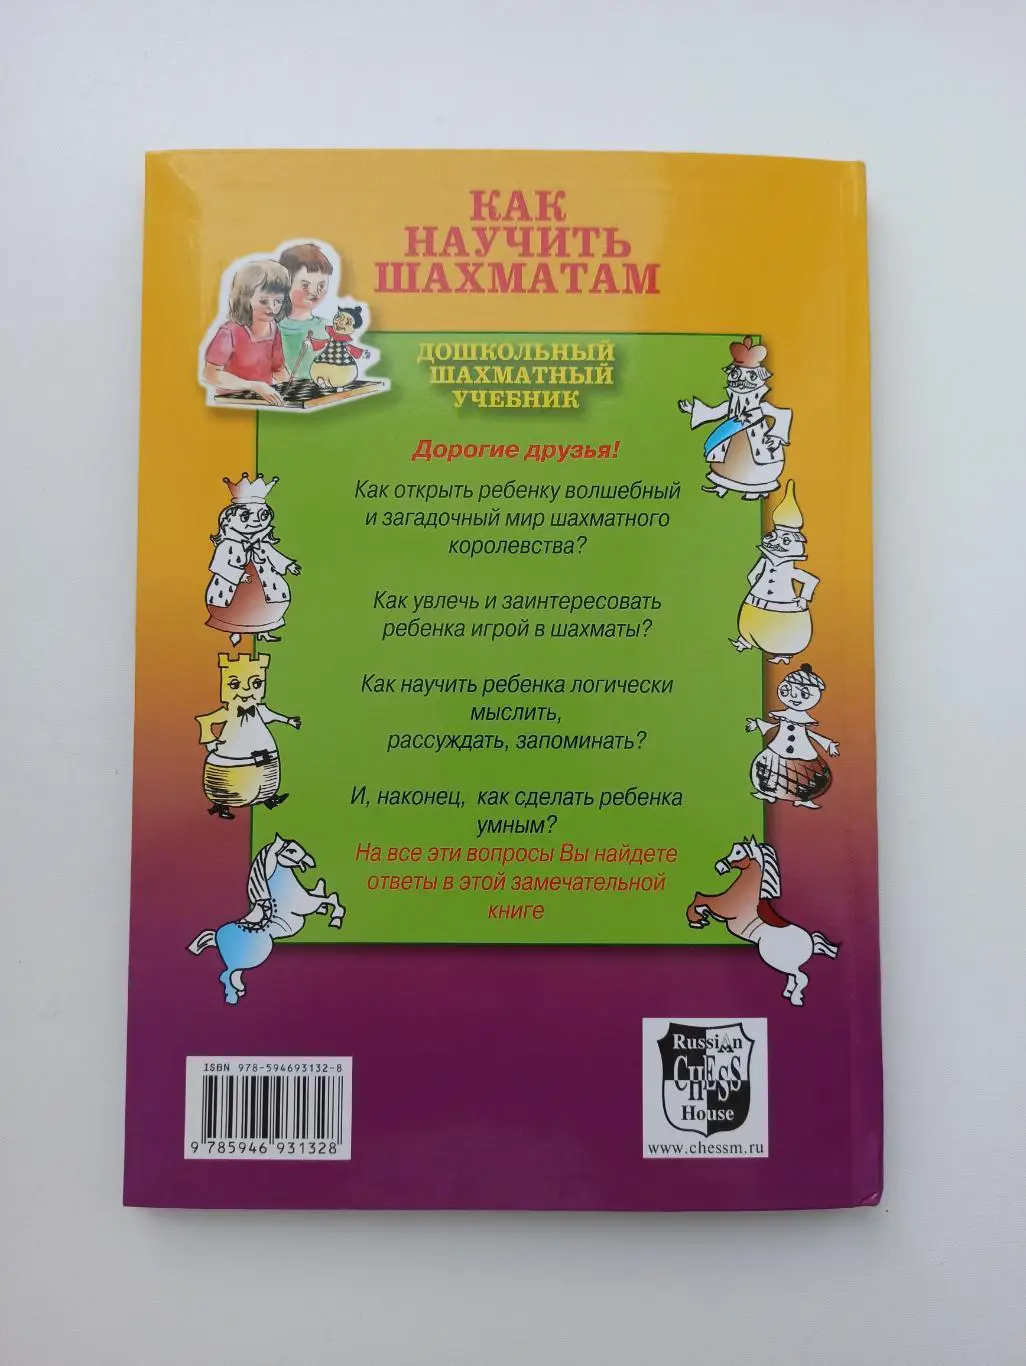 КАК
НАУЧИТЬ
ШАХМАТАМ
ДОШКОЛЬНЫЙ
ШАХМАТНЫЙ
УЧЕБНИК
Дорогие друзья!
Как открыть ребенку волшебный
и загадочный мир шахматного
королевства?
Как увлечь и заинтересовать
ребенка игрой в шахматы?
Как научить ребенка логически
мыслить,
рассуждать, запоминать?
И, наконец, как сделать ребенка
умным?
На все эти вопросы Вы найдете
ответы в этой замечательной
книге
ISBN 978-594693132-8
9 785946 931328
Russian
CHESS
House
www.chessm.ru